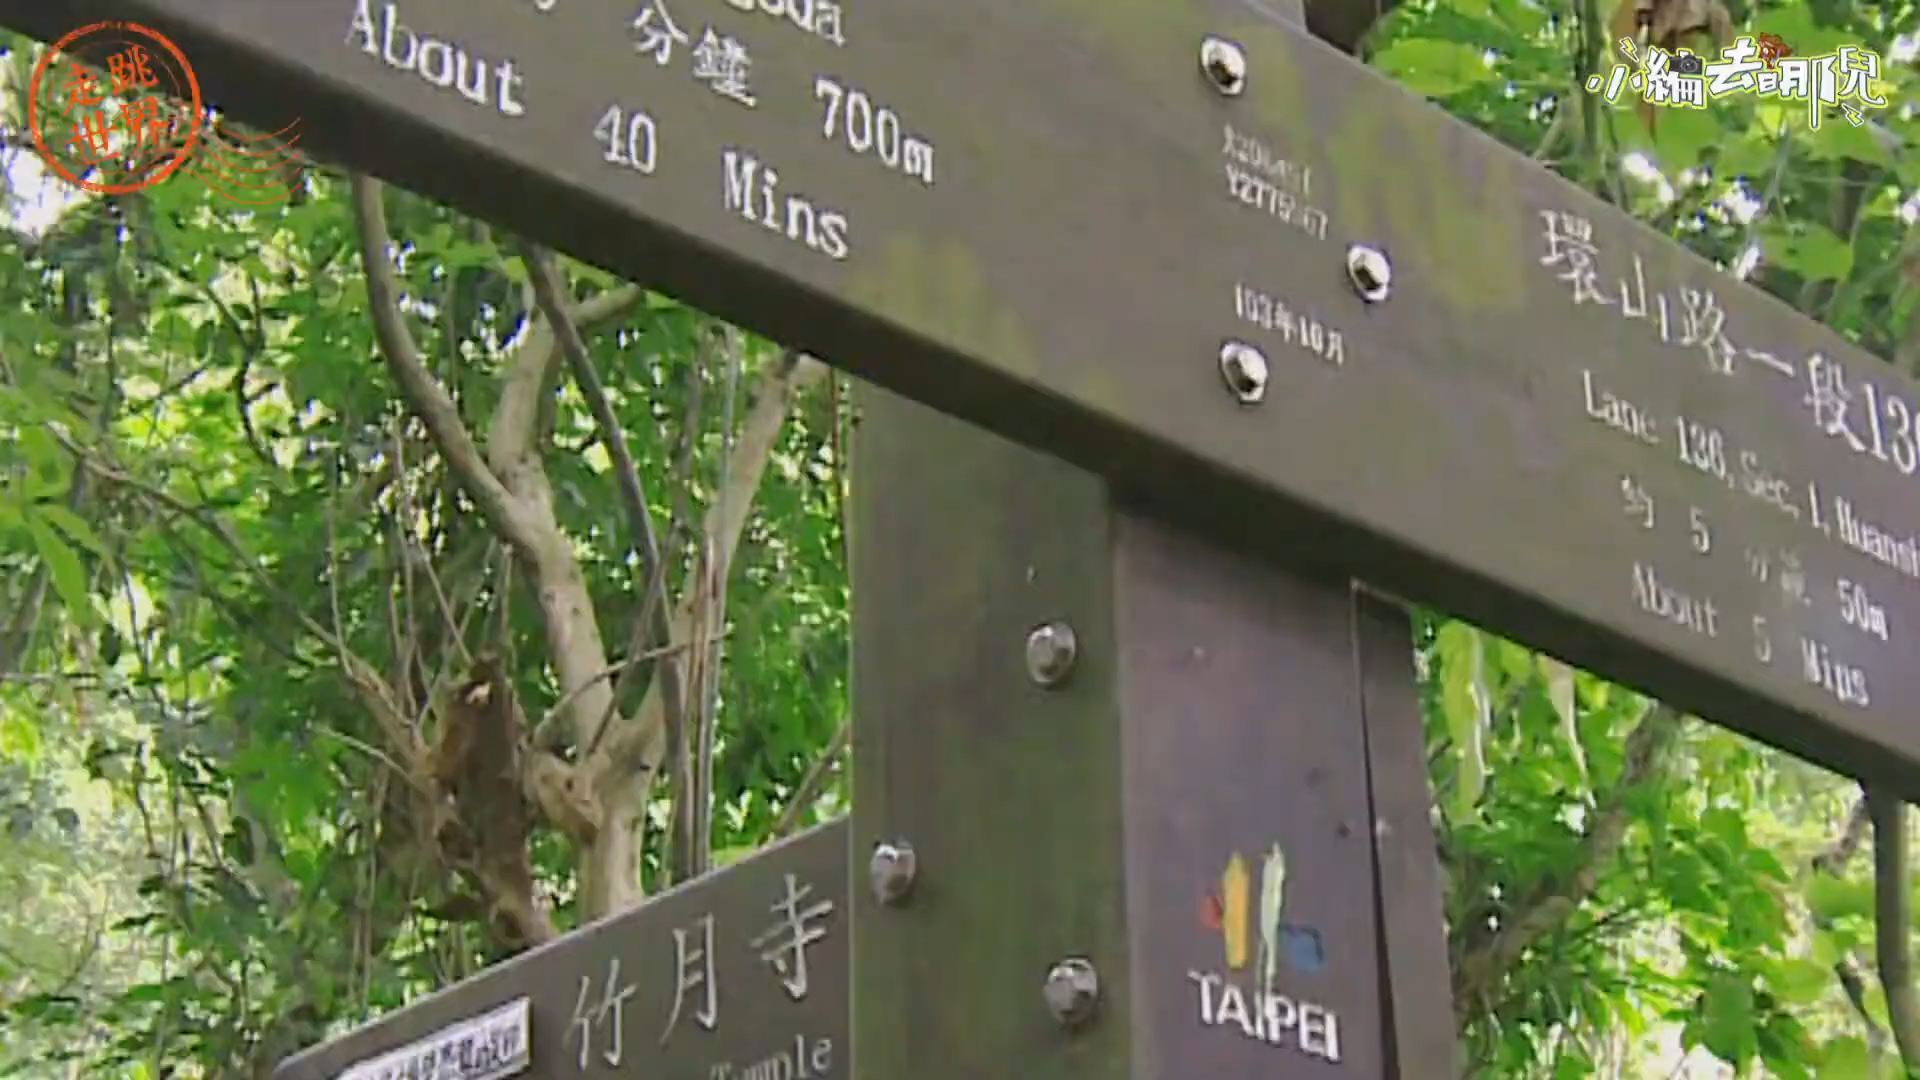 走跳
世界
小編去哪兒
分鐘 700m
About 40 Mins
103年10月
環山路一段136
Lane 136, Sec. 1, Huansh
約 5 分鐘 50m
About 5 Mins
竹月寺
Temple
TAIPEI